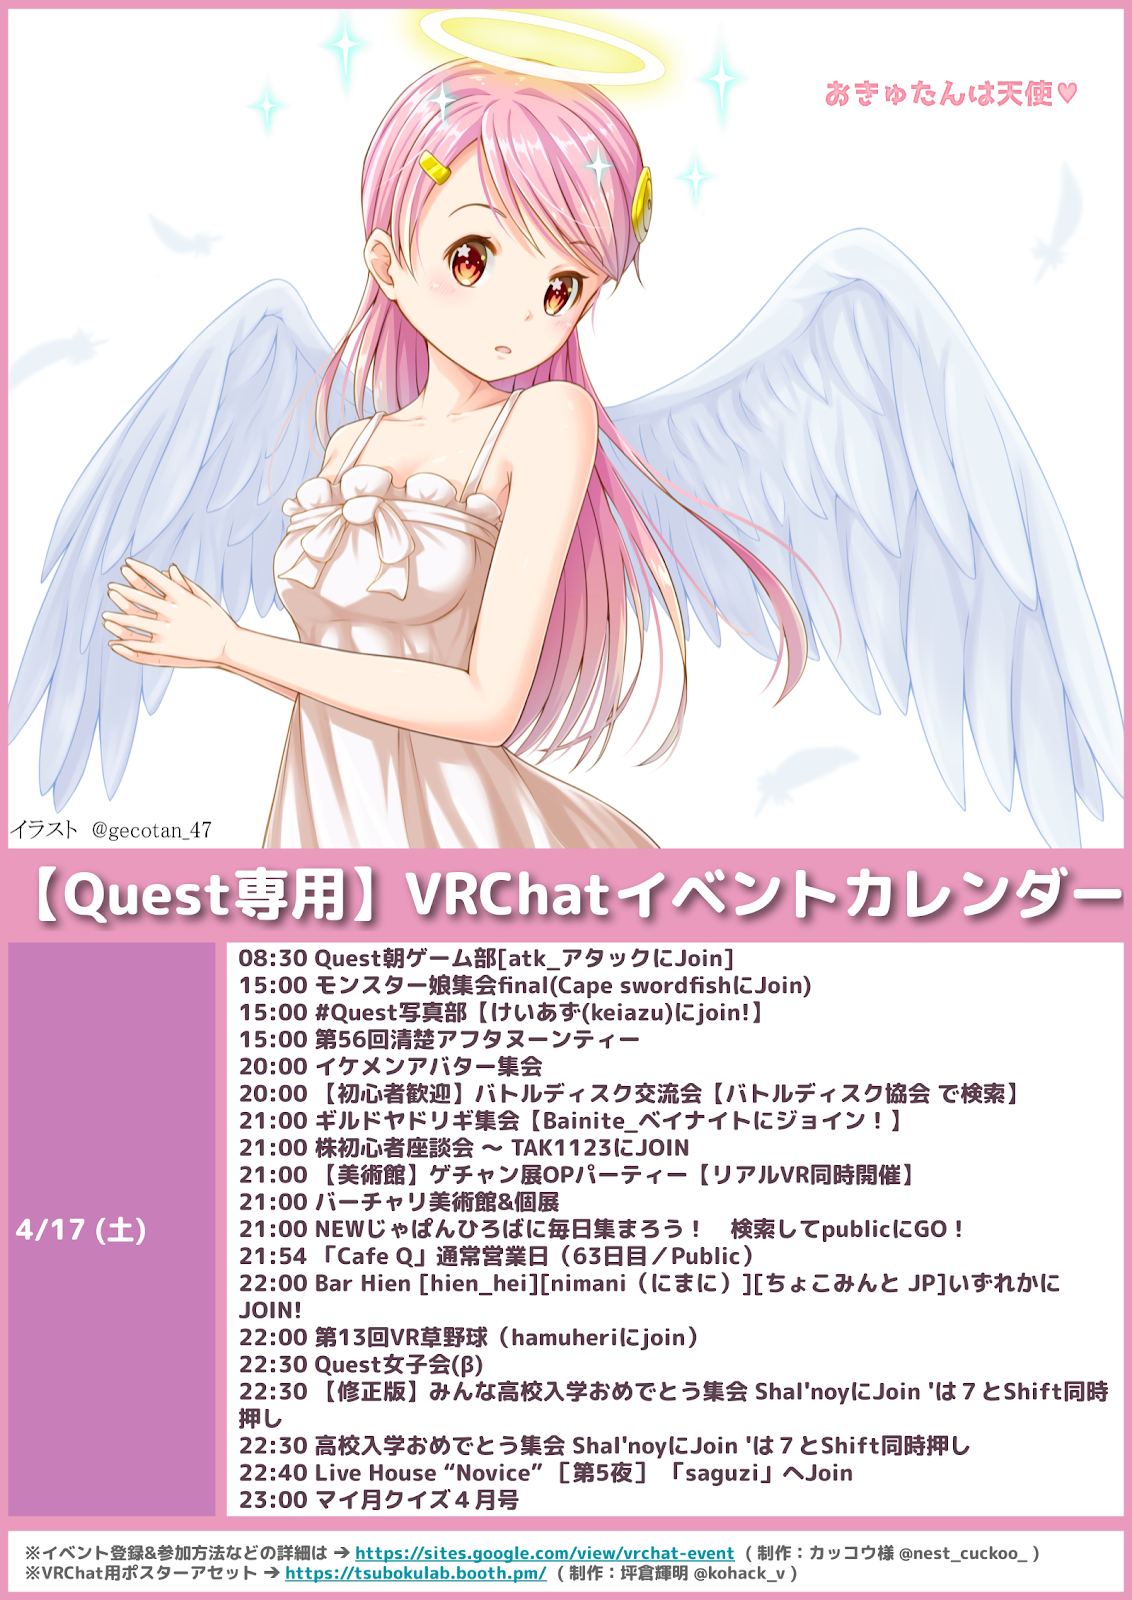 おきゅたんは天使♥
イラスト @gecotan_47
【Quest専用】VRChatイベントカレンダー
4/17 (土)
08:30 Quest朝ゲーム部[atk_アタックにJoin]
15:00 モンスター娘集会final(Cape swordfishにJoin)
15:00 #Quest写真部【けいあず(keiazu)にjoin!】
15:00 第56回清楚アフタヌーンティー
20:00 イケメンアバター集会
20:00 【初心者歓迎】バトルディスク交流会【バトルディスク協会 で検索】
21:00 ギルドヤドリギ集会【Bainite_ベイナイトにジョイン！】
21:00 株初心者座談会 ～ TAK1123にJOIN
21:00 【美術館】ゲチャン展OPパーティー【リアルVR同時開催】
21:00 バーチャリ美術館&個展
21:00 NEWじゃぱんひろばに毎日集まろう！　検索してpublicにGO！
21:54 「Cafe Q」通常営業日（63日目／Public）
22:00 Bar Hien [hien_hei][nimani（にまに）][ちょこみんと JP]いずれかに
JOIN!
22:00 第13回VR草野球（hamuheriにjoin）
22:30 Quest女子会(β)
22:30 【修正版】みんな高校入学おめでとう集会 Shal'noyにJoin 'は７とShift同時
押し
22:30 高校入学おめでとう集会 Shal'noyにJoin 'は７とShift同時押し
22:40 Live House “Novice” ［第5夜］ 「saguzi」へJoin
23:00 マイ月クイズ４月号
※イベント登録&参加方法などの詳細は → https://sites.google.com/view/vrchat-event （ 制作：カッコウ様 @nest_cuckoo_ ）
※VRChat用ポスターアセット → https://tsubokulab.booth.pm/ （ 制作：坪倉輝明 @kohack_v ）